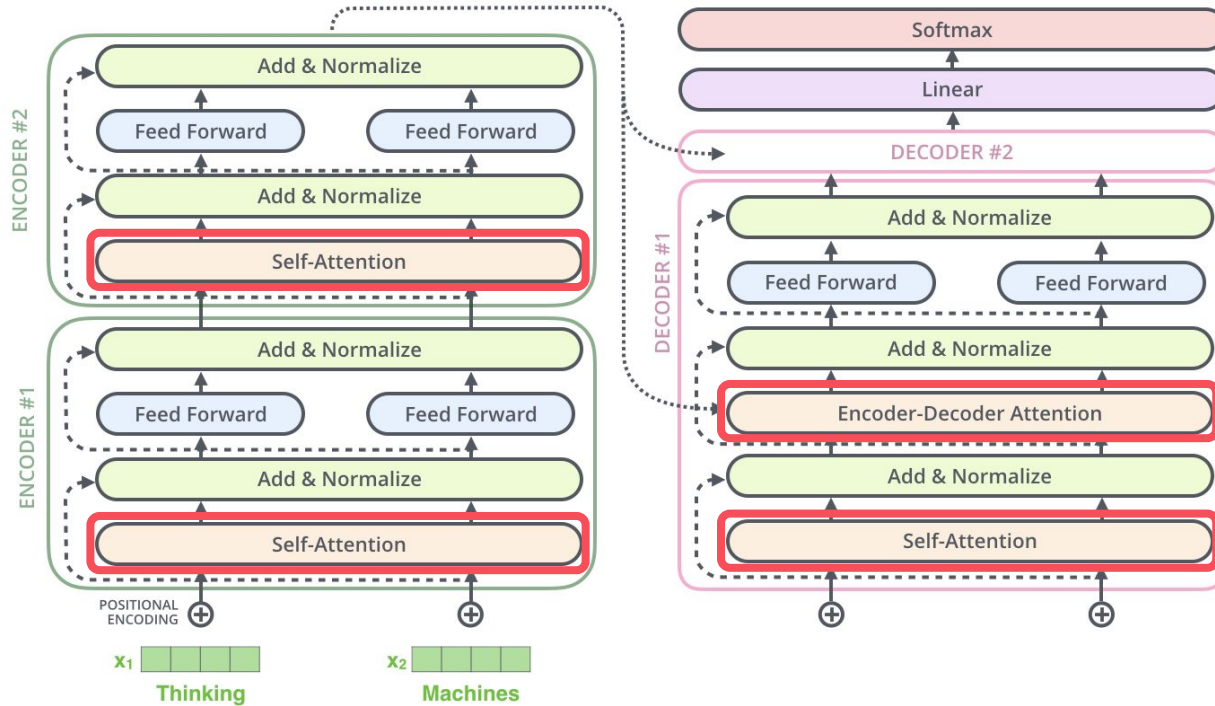 ENCODER #2
Add & Normalize
Feed Forward
Feed Forward
Add & Normalize
Self-Attention
ENCODER #1
Add & Normalize
Feed Forward
Feed Forward
Add & Normalize
Self-Attention
POSITIONAL
ENCODING
x1
x2
Thinking
Machines
Softmax
Linear
DECODER #2
DECODER #1
Add & Normalize
Feed Forward
Feed Forward
Add & Normalize
Encoder-Decoder Attention
Add & Normalize
Self-Attention